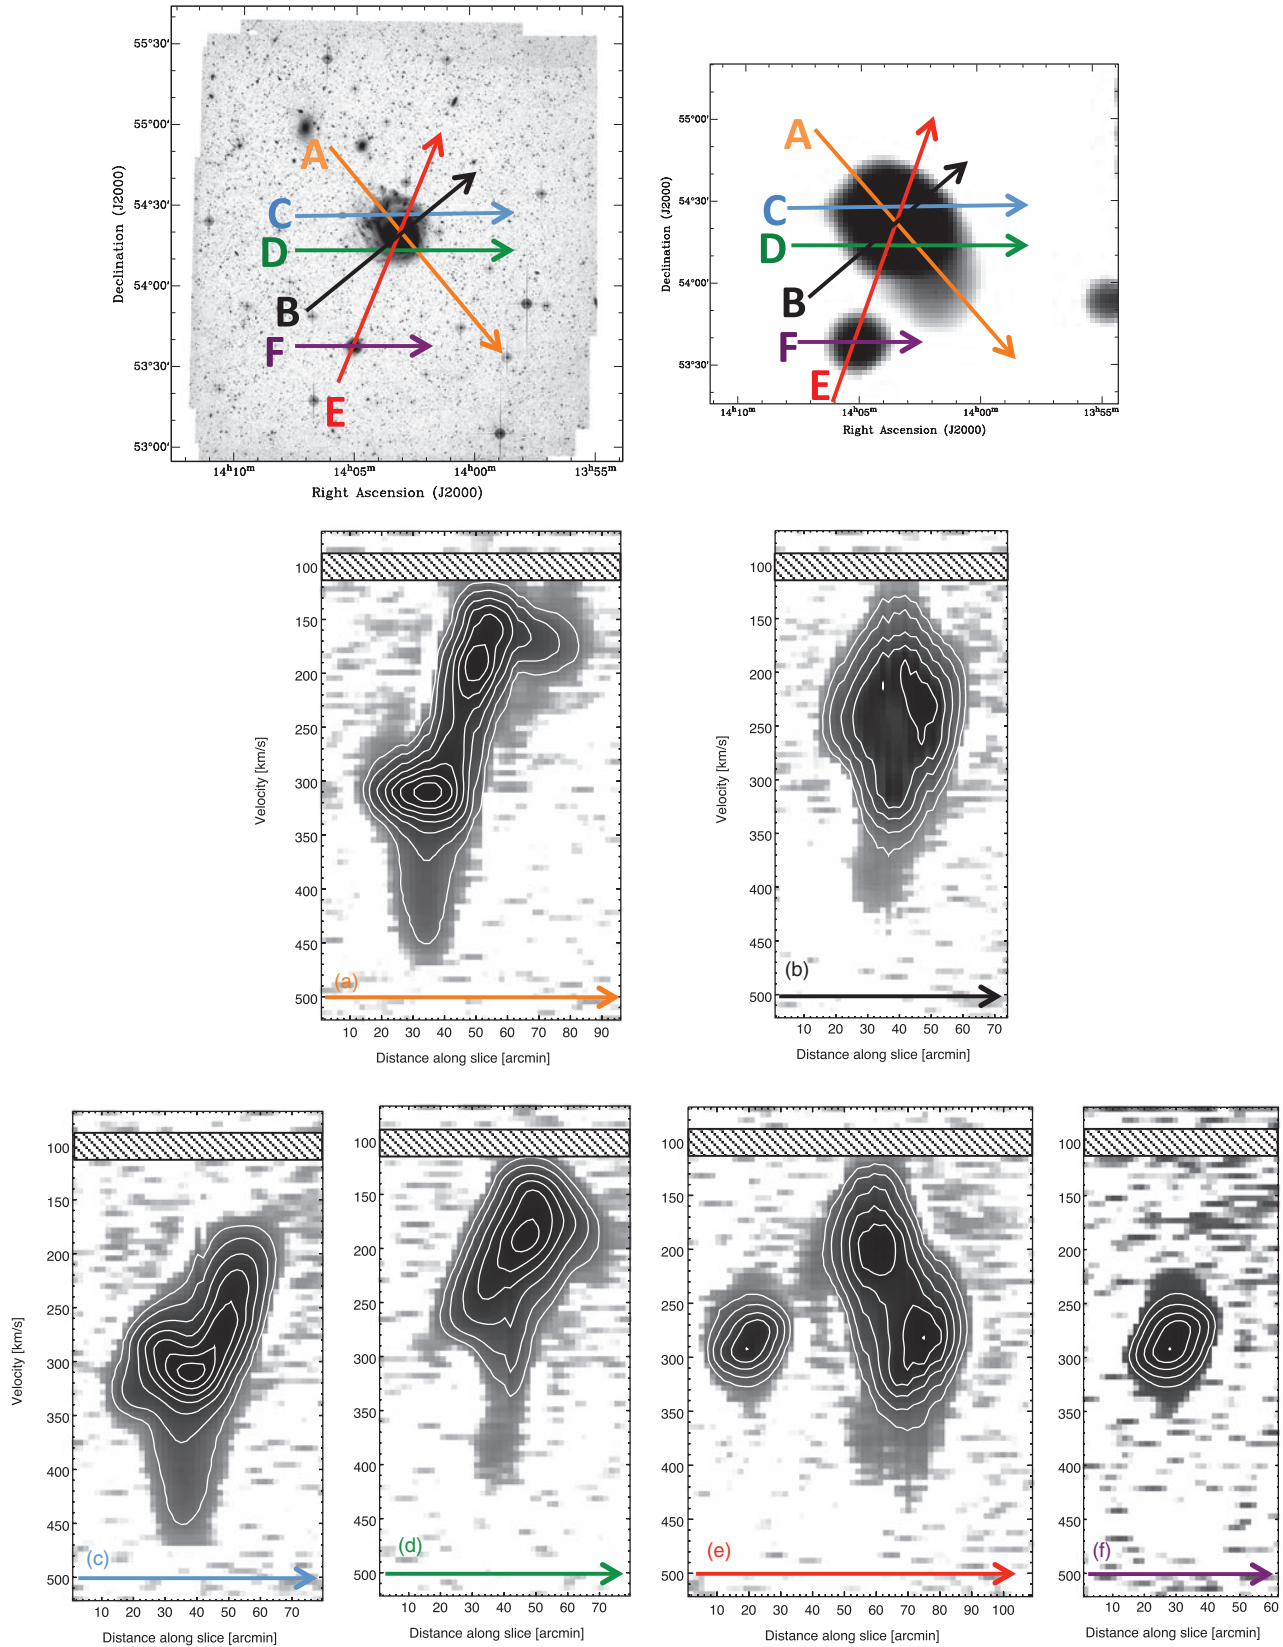 55°30'
55°00'
54°30'
54°00'
53°30'
53°00'
Declination (J2000)
A
C
D
B
F
E
14ʰ10ᵐ 14ʰ05ᵐ 14ʰ00ᵐ 13ʰ55ᵐ
Right Ascension (J2000)
55°00'
54°30'
54°00'
53°30'
Declination (J2000)
A
C
D
B
F
E
14ʰ10ᵐ 14ʰ05ᵐ 14ʰ00ᵐ 13ʰ55ᵐ
Right Ascension (J2000)
100
150
200
250
300
350
400
450
500
Velocity [km/s]
(a)
10 20 30 40 50 60 70 80 90
Distance along slice [arcmin]
100
150
200
250
300
350
400
450
500
Velocity [km/s]
(b)
10 20 30 40 50 60 70
Distance along slice [arcmin]
100
150
200
250
300
350
400
450
500
Velocity [km/s]
(c)
10 20 30 40 50 60 70
Distance along slice [arcmin]
100
150
200
250
300
350
400
450
500
(d)
10 20 30 40 50 60 70
Distance along slice [arcmin]
100
150
200
250
300
350
400
450
500
(e)
10 20 30 40 50 60 70 80 90 100
Distance along slice [arcmin]
100
150
200
250
300
350
400
450
500
(f)
10 20 30 40 50 60
Distance along slice [arcmin]